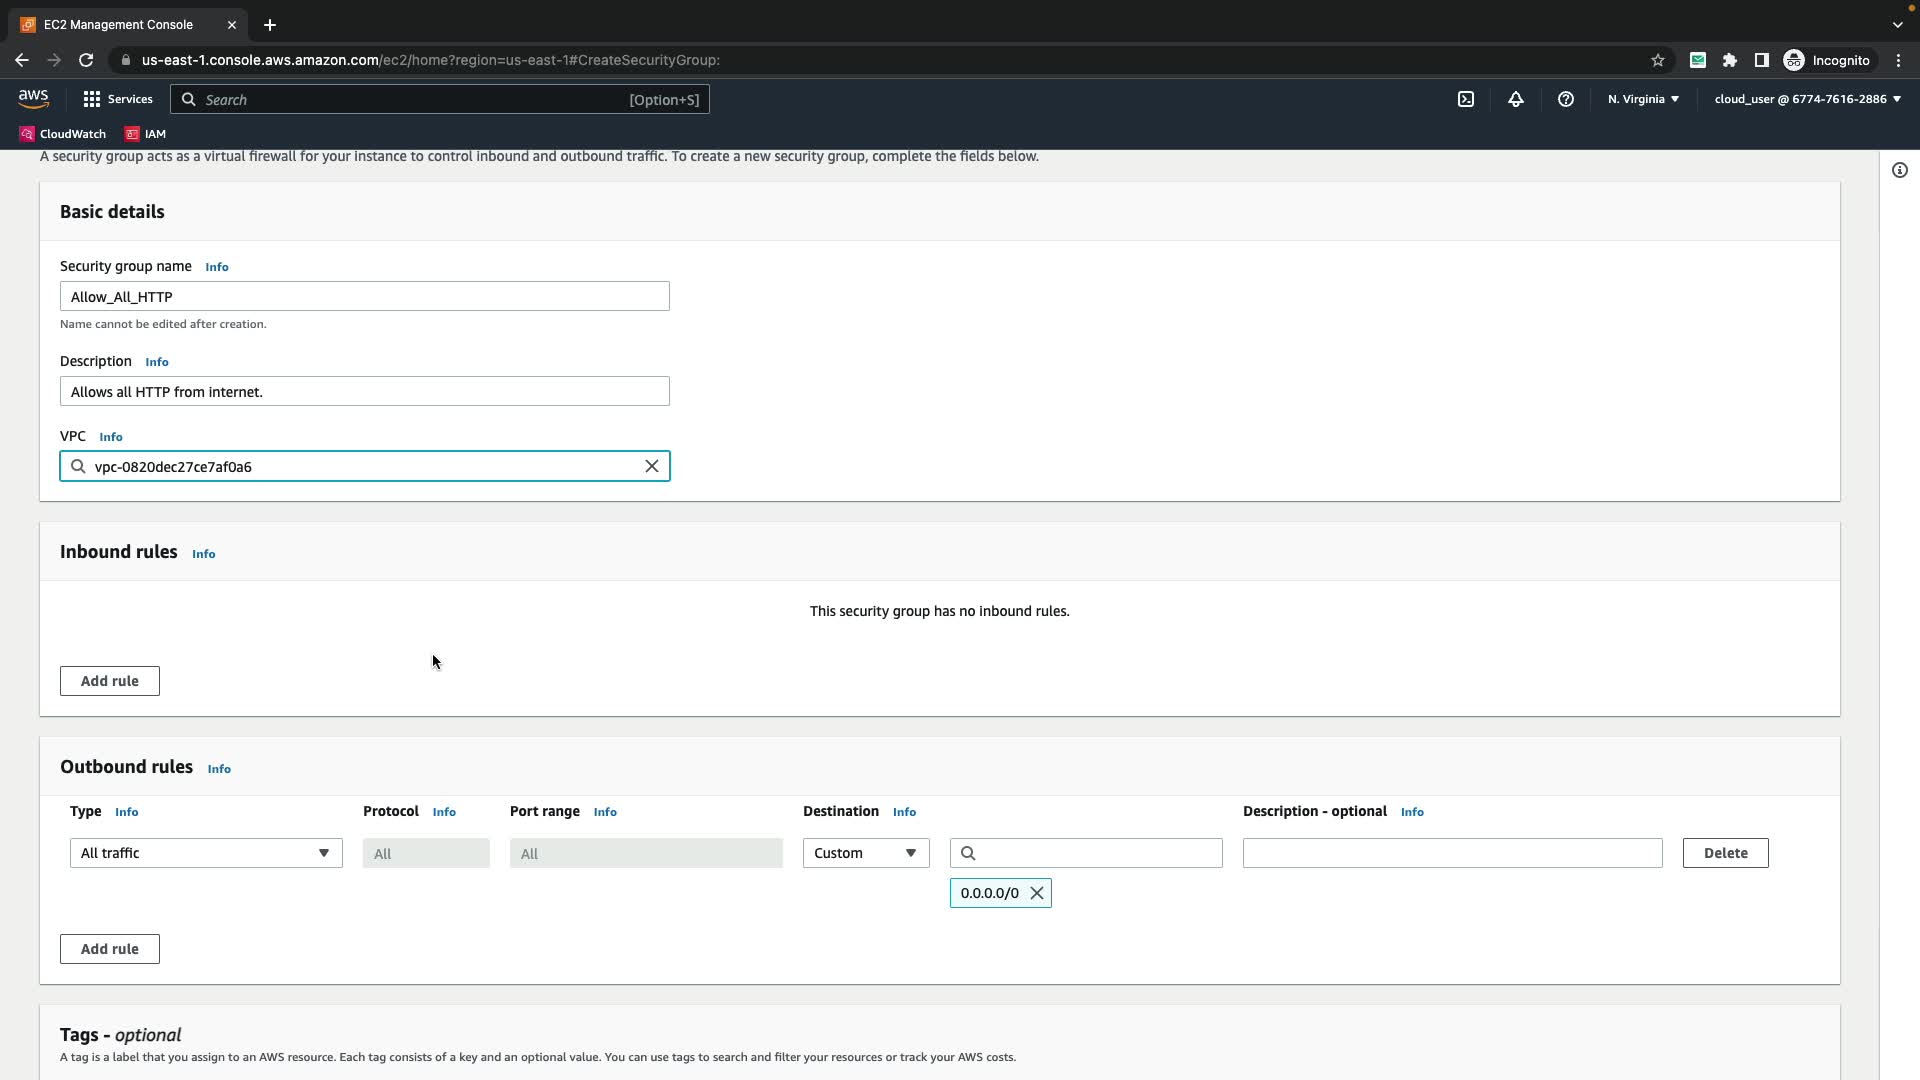 EC2 Management Console
us-east-1.console.aws.amazon.com/ec2/home?region=us-east-1#CreateSecurityGroup:
Incognito
aws
Services
Search
[Option+S]
N. Virginia
cloud_user @ 6774-7616-2886
CloudWatch
IAM
A security group acts as a virtual firewall for your instance to control inbound and outbound traffic. To create a new security group, complete the fields below.
Basic details
Security group name Info
Allow_All_HTTP
Name cannot be edited after creation.
Description Info
Allows all HTTP from internet.
VPC Info
vpc-0820dec27ce7af0a6
Inbound rules Info
This security group has no inbound rules.
Add rule
Outbound rules Info
Type Info Protocol Info Port range Info Destination Info Description - optional Info
All traffic All All Custom Delete
0.0.0.0/0
Add rule
Tags - optional
A tag is a label that you assign to an AWS resource. Each tag consists of a key and an optional value. You can use tags to search and filter your resources or track your AWS costs.